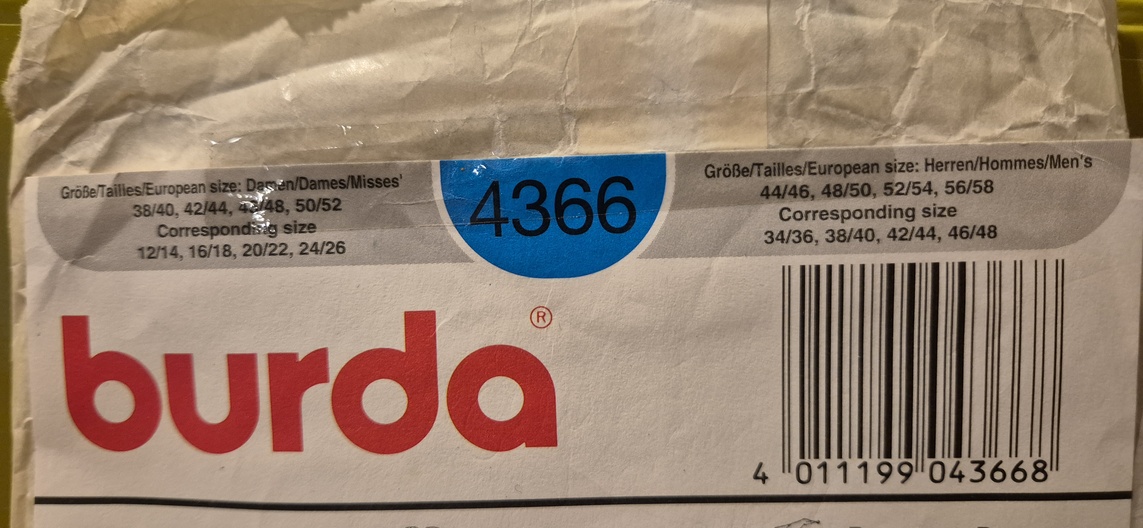 Größe/Tailles/European size: Damen/Dames/Misses'
38/40, 42/44, 46/48, 50/52
Corresponding size
12/14, 16/18, 20/22, 24/26
4366
Größe/Tailles/European size: Herren/Hommes/Men's
44/46, 48/50, 52/54, 56/58
Corresponding size
34/36, 38/40, 42/44, 46/48
burda®
4 011199 043668